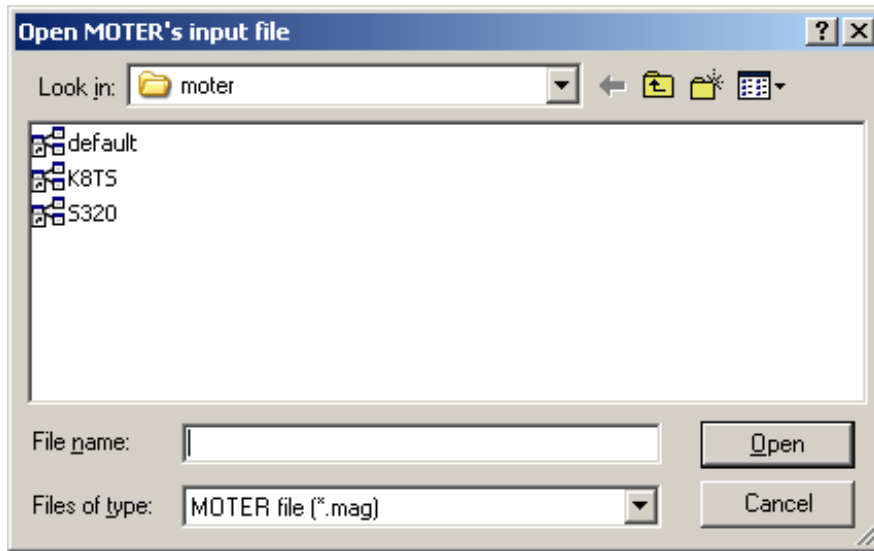 Open MOTER's input file
Look in: moter
default
K8TS
S320
File name: Open
Files of type: MOTER file (*.mag) Cancel